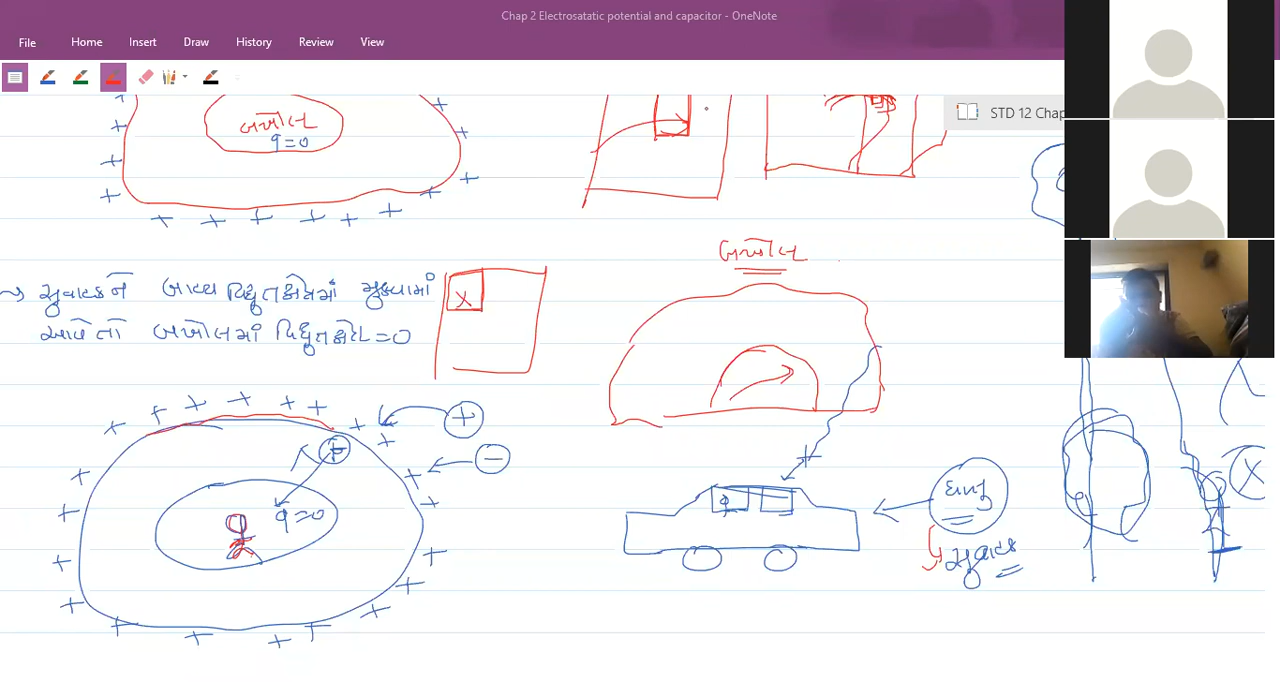 Chap 2 Electrosatatic potential and capacitor - OneNote
File Home Insert Draw History Review View
STD 12 Chap
બખોલ
q=0
બખોલ
→ સુવાહકને બાહ્ય વિદ્યુતક્ષેત્રમાં મુકવામાં
આવે તો બખોલમાં વિદ્યુતક્ષેત્ર=0
X
+
−
q=0
ધાતુ
સુવાહક